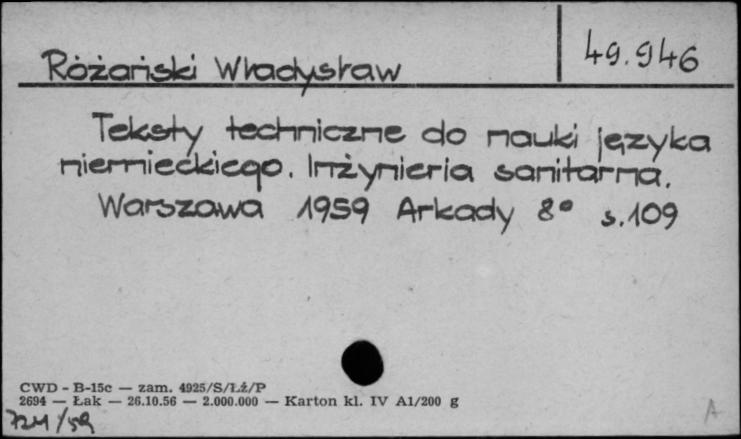 Różański Władysław
49.946
Teksty techniczne do nauki języka
niemieckiego. Inżynieria sanitarna.
Warszawa 1959 Arkady 8° s.109
CWD - B-15c — zam. 4925/S/Łż/P
2694 — Łak — 26.10.56 — 2.000.000 — Karton kl. IV A1/200 g
A